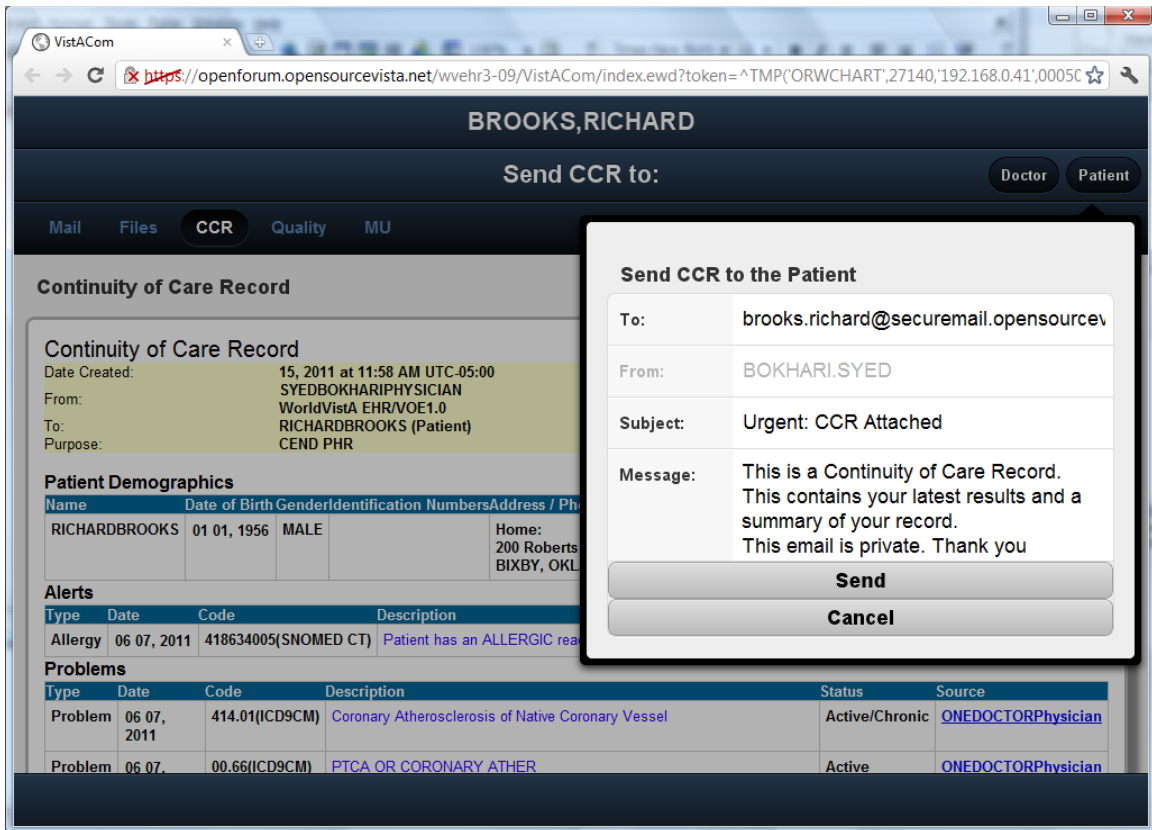 VistACom
https://openforum.opensourcevista.net/wvehr3-09/VistACom/index.ewd?token=^TMP('ORWCHART',27140,'192.168.0.41',0005
BROOKS,RICHARD
Send CCR to:
Doctor
Patient
Mail Files CCR Quality MU
Continuity of Care Record
Continuity of Care Record
Date Created: 15, 2011 at 11:58 AM UTC-05:00
From: SYEDBOKHARIPHYSICIAN
WorldVistA EHR/VOE1.0
To: RICHARDBROOKS (Patient)
Purpose: CEND PHR
Patient Demographics
Name Date of Birth Gender Identification Numbers Address / Ph
RICHARDBROOKS 01 01, 1956 MALE Home:
200 Roberts
BIXBY, OKL
Alerts
Type Date Code Description
Allergy 06 07, 2011 418634005(SNOMED CT) Patient has an ALLERGIC rea
Problems
Type Date Code Description Status Source
Problem 06 07, 2011 414.01(ICD9CM) Coronary Atherosclerosis of Native Coronary Vessel Active/Chronic ONEDOCTORPhysician
Problem 06 07, 00.66(ICD9CM) PTCA OR CORONARY ATHER Active ONEDOCTORPhysician
Send CCR to the Patient
To: brooks.richard@securemail.opensourcev
From: BOKHARI.SYED
Subject: Urgent: CCR Attached
Message: This is a Continuity of Care Record.
This contains your latest results and a
summary of your record.
This email is private. Thank you
Send
Cancel